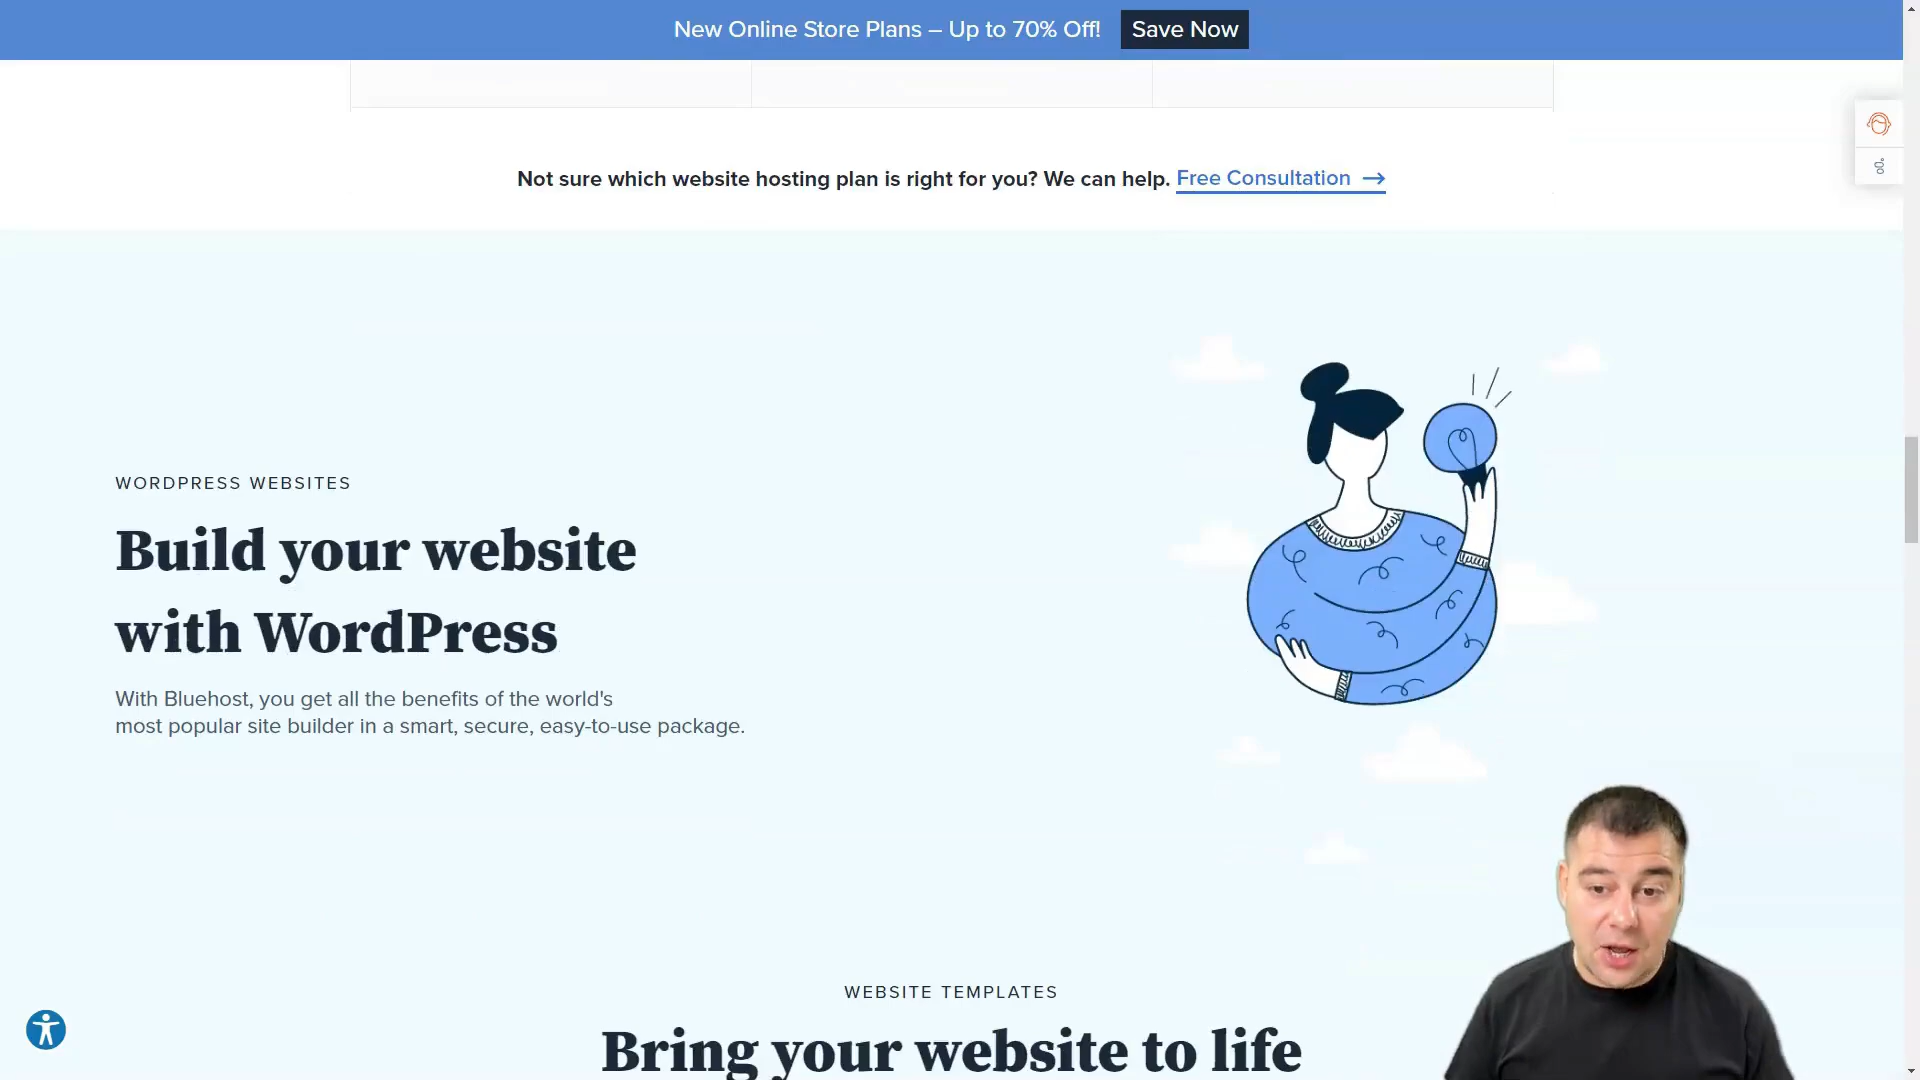 New Online Store Plans – Up to 70% Off! Save Now
Not sure which website hosting plan is right for you? We can help. Free Consultation →
WORDPRESS WEBSITES
Build your website
with WordPress
With Bluehost, you get all the benefits of the world's
most popular site builder in a smart, secure, easy-to-use package.
WEBSITE TEMPLATES
Bring your website to life